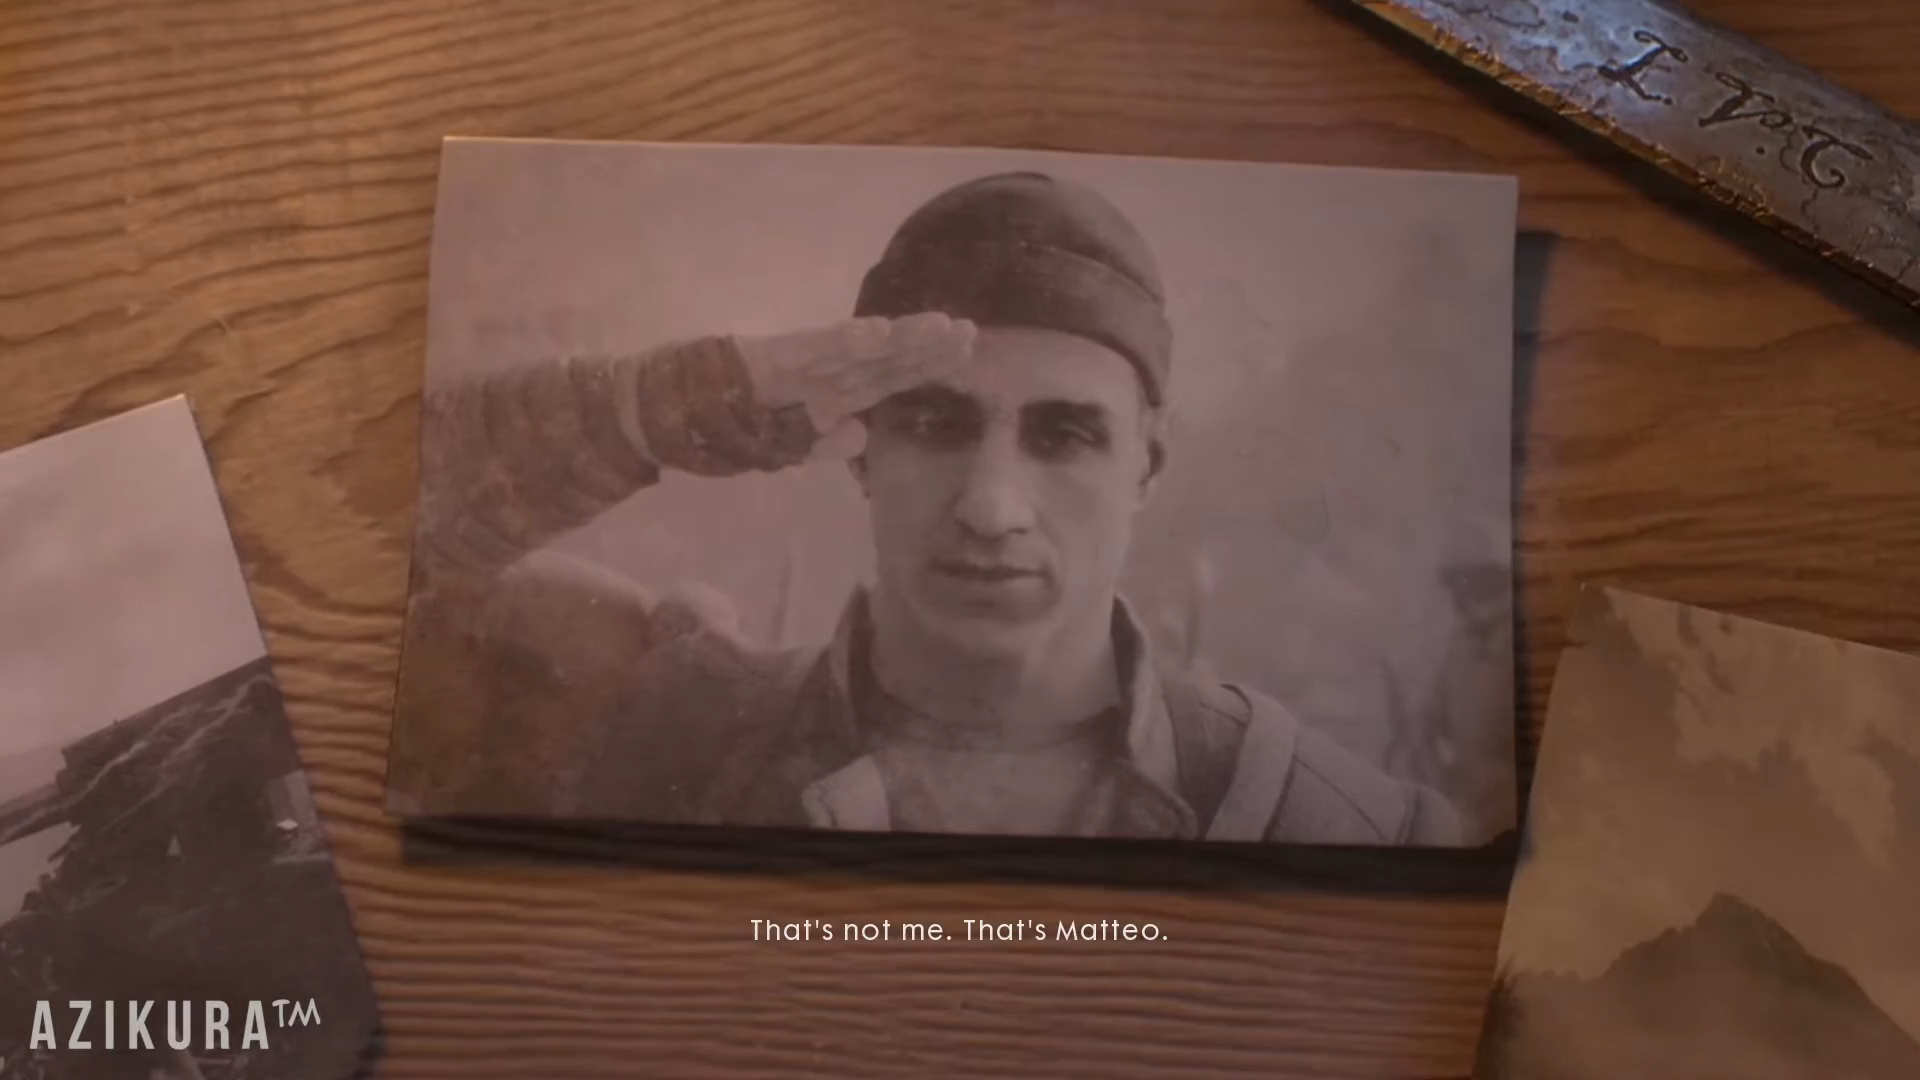 I. V. C
That's not me. That's Matteo.
AZIKURA™